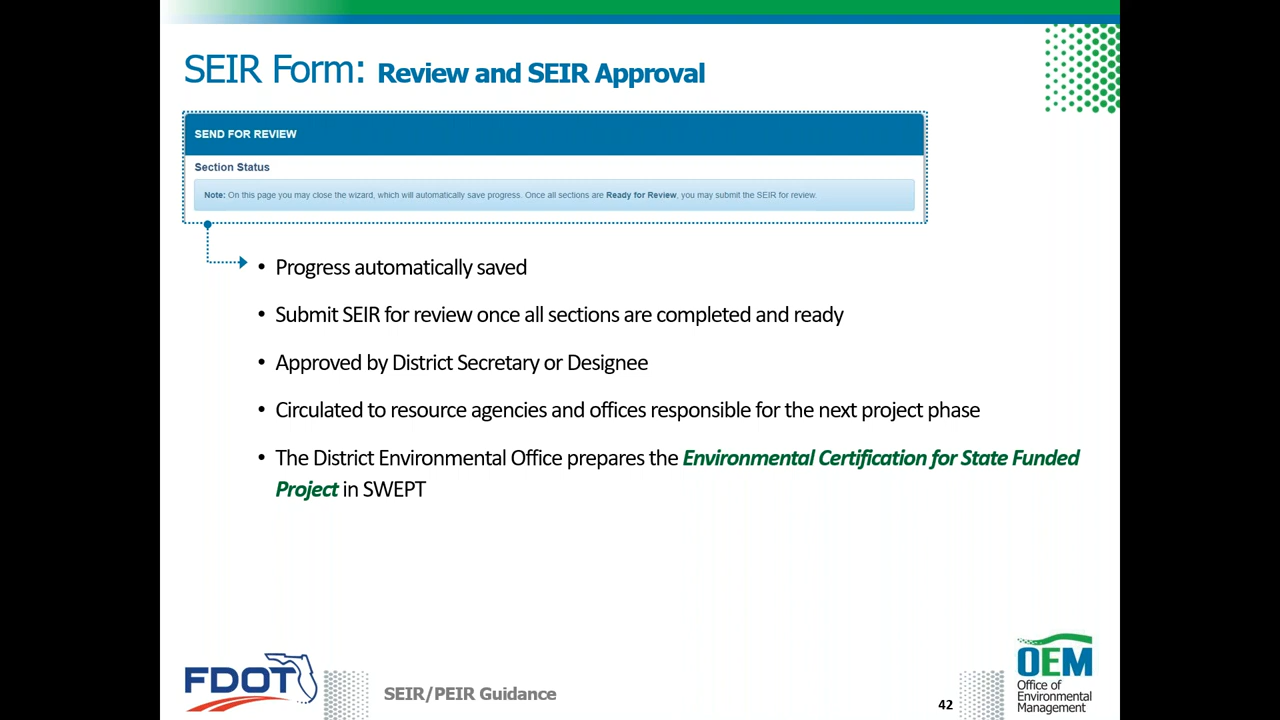 SEIR Form: Review and SEIR Approval
SEND FOR REVIEW
Section Status
Note: On this page you may close the wizard, which will automatically save progress. Once all sections are Ready for Review, you may submit the SEIR for review.
• Progress automatically saved
• Submit SEIR for review once all sections are completed and ready
• Approved by District Secretary or Designee
• Circulated to resource agencies and offices responsible for the next project phase
• The District Environmental Office prepares the Environmental Certification for State Funded
Project in SWEPT
FDOT
SEIR/PEIR Guidance
42
OEM
Office of
Environmental
Management